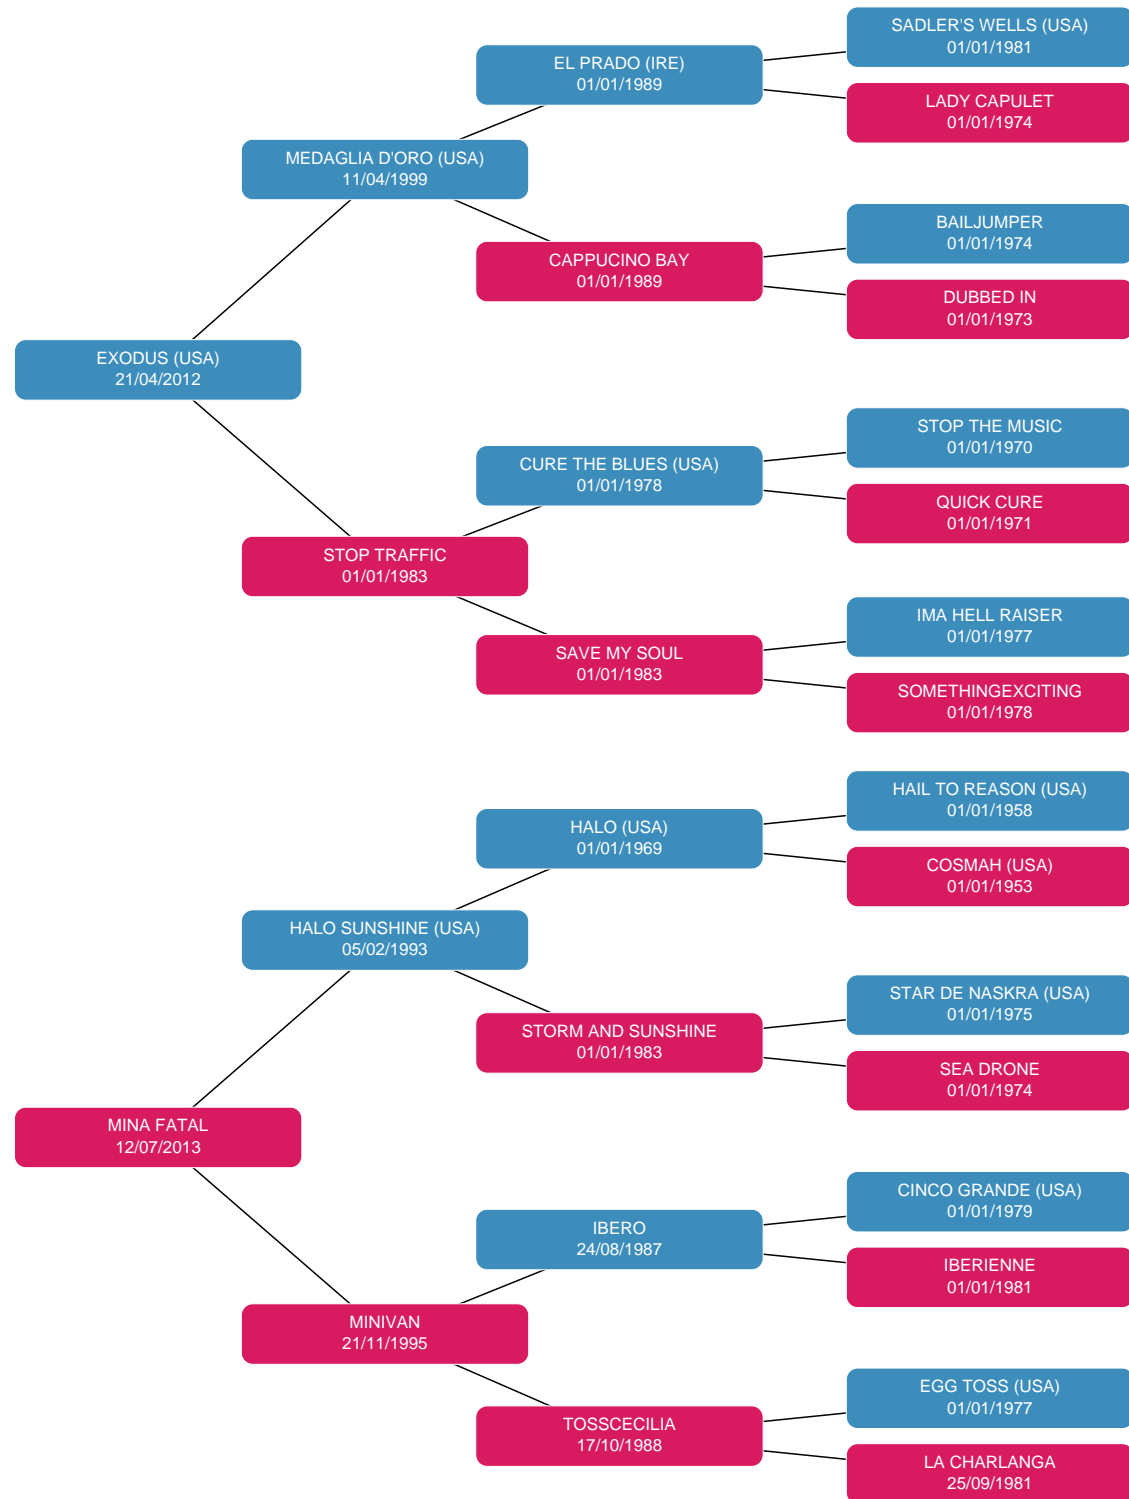 SADLER'S WELLS (USA)
01/01/1981
EL PRADO (IRE)
01/01/1989
LADY CAPULET
01/01/1974
MEDAGLIA D'ORO (USA)
11/04/1999
BAILJUMPER
01/01/1974
CAPPUCINO BAY
01/01/1989
DUBBED IN
01/01/1973
EXODUS (USA)
21/04/2012
STOP THE MUSIC
01/01/1970
CURE THE BLUES (USA)
01/01/1978
QUICK CURE
01/01/1971
STOP TRAFFIC
01/01/1983
IMA HELL RAISER
01/01/1977
SAVE MY SOUL
01/01/1983
SOMETHINGEXCITING
01/01/1978
HAIL TO REASON (USA)
01/01/1958
HALO (USA)
01/01/1969
COSMAH (USA)
01/01/1953
HALO SUNSHINE (USA)
05/02/1993
STAR DE NASKRA (USA)
01/01/1975
STORM AND SUNSHINE
01/01/1983
SEA DRONE
01/01/1974
MINA FATAL
12/07/2013
CINCO GRANDE (USA)
01/01/1979
IBERO
24/08/1987
IBERIENNE
01/01/1981
MINIVAN
21/11/1995
EGG TOSS (USA)
01/01/1977
TOSSCECILIA
17/10/1988
LA CHARLANGA
25/09/1981